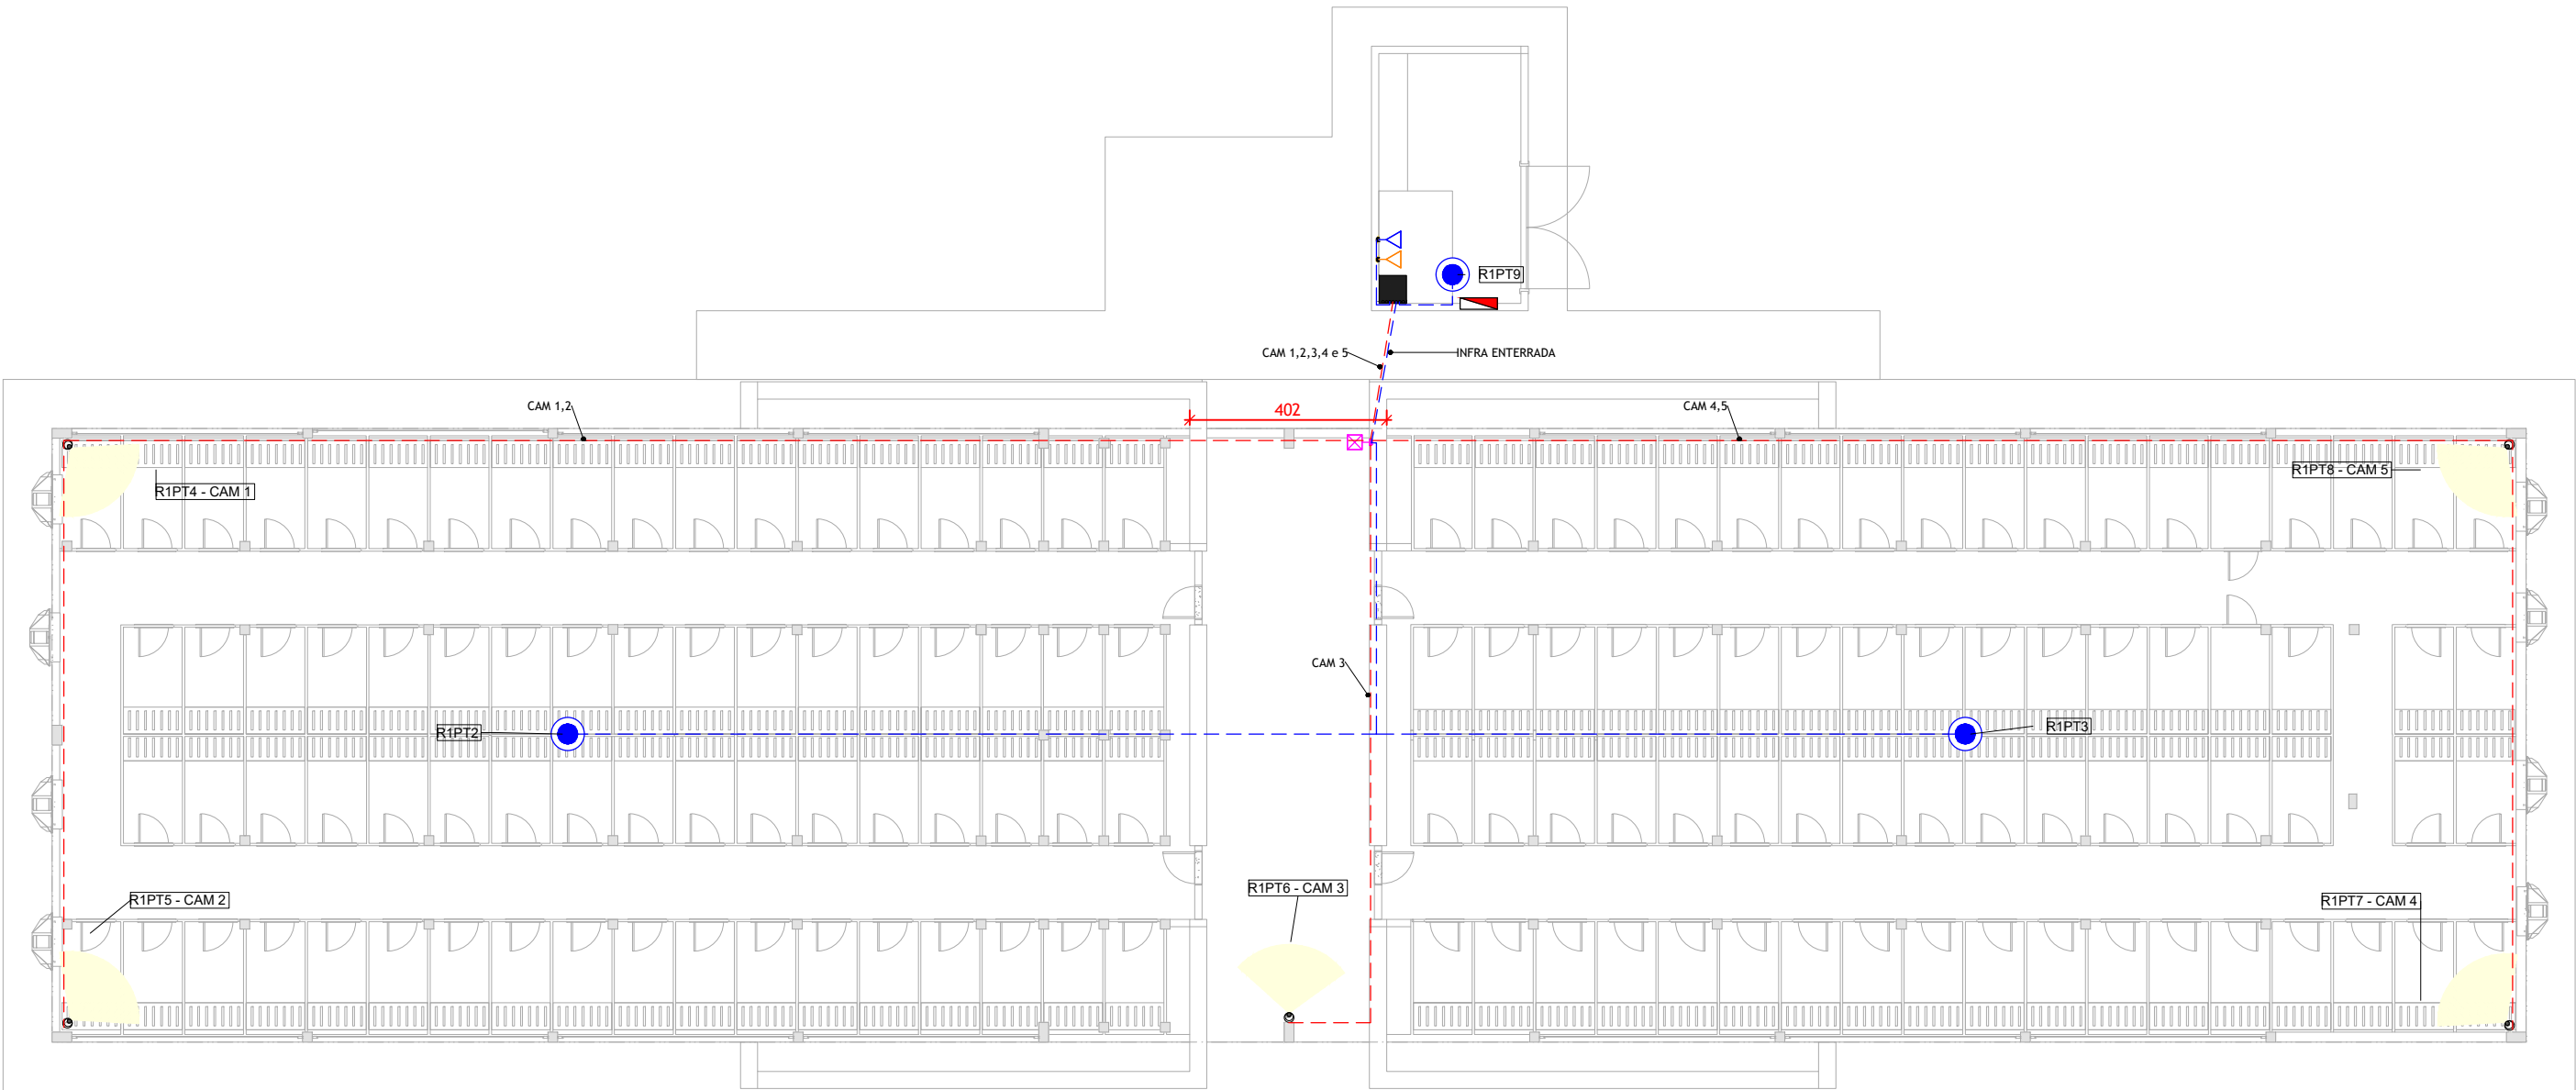 R1PT9
CAM 1,2,3,4 e 5
INFRA ENTERRADA
CAM 1,2
402
CAM 4,5
R1PT4 - CAM 1
R1PT8 - CAM 5
CAM 3
R1PT2
R1PT3
R1PT5 - CAM 2
R1PT6 - CAM 3
R1PT7 - CAM 4